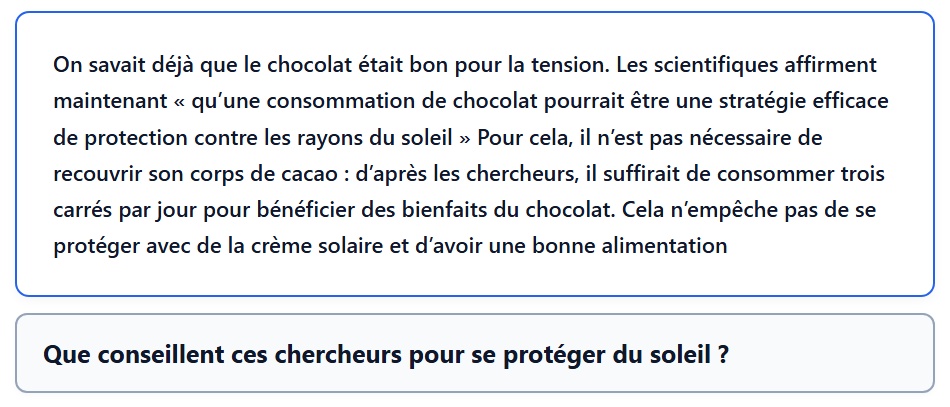 On savait déjà que le chocolat était bon pour la tension. Les scientifiques affirment
maintenant « qu’une consommation de chocolat pourrait être une stratégie efficace
de protection contre les rayons du soleil » Pour cela, il n’est pas nécessaire de
recouvrir son corps de cacao : d’après les chercheurs, il suffirait de consommer trois
carrés par jour pour bénéficier des bienfaits du chocolat. Cela n’empêche pas de se
protéger avec de la crème solaire et d’avoir une bonne alimentation
Que conseillent ces chercheurs pour se protéger du soleil ?